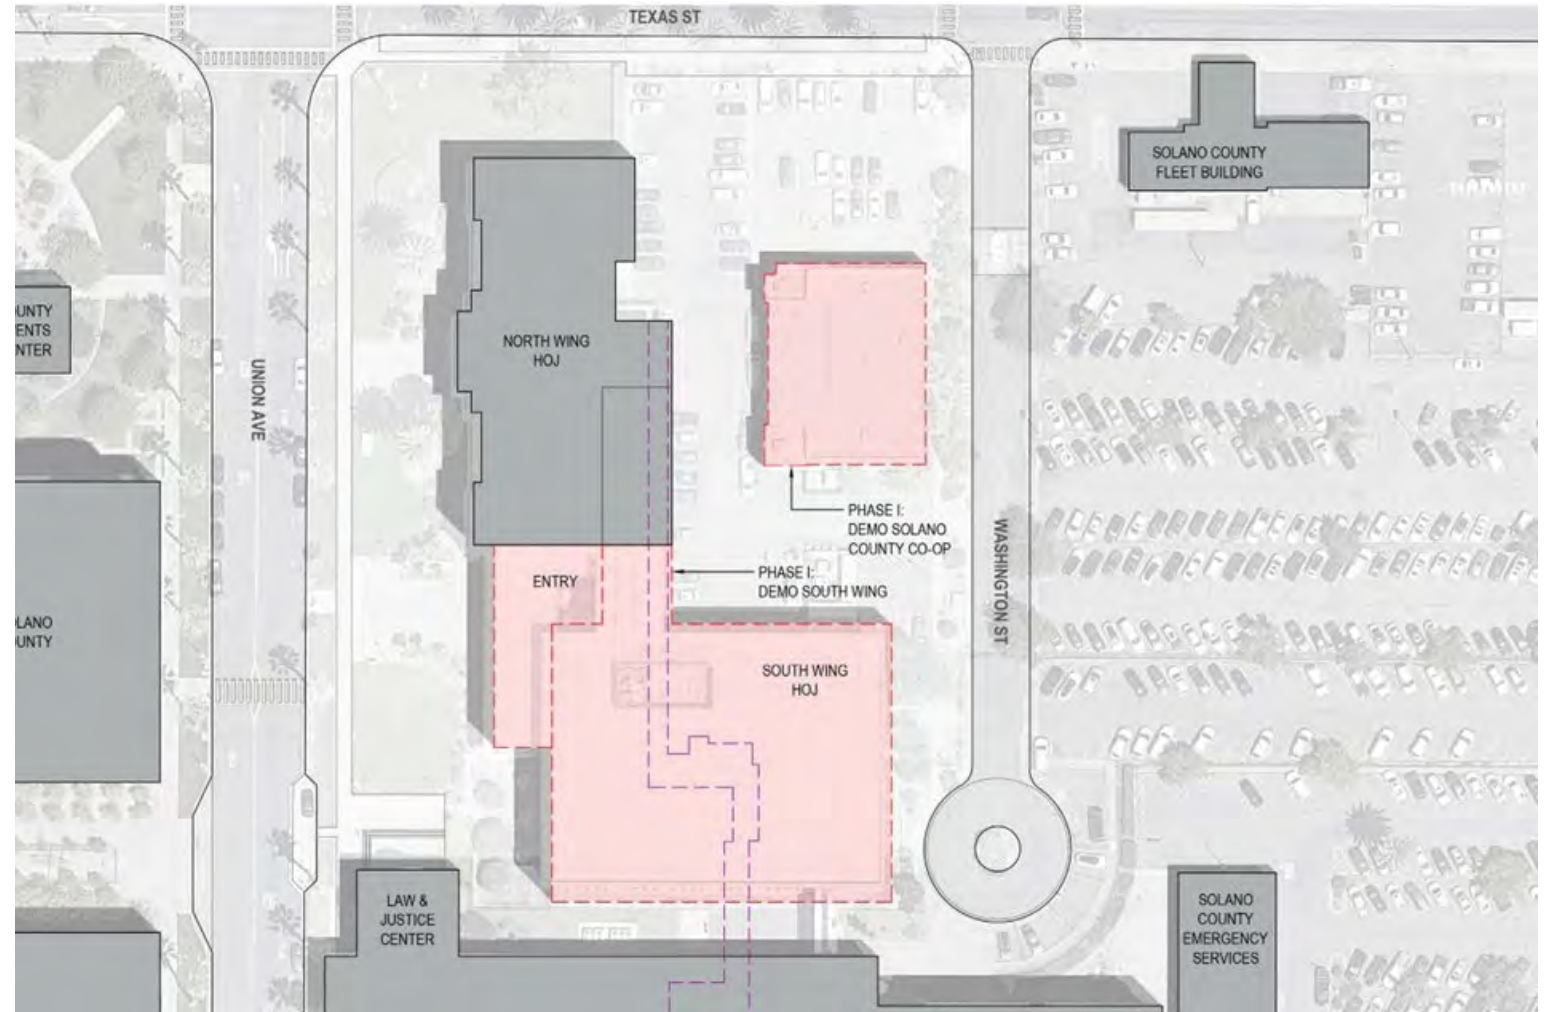 TEXAS ST
SOLANO COUNTY
FLEET BUILDING
UNTY
ENTS
NTER
NORTH WING
HOJ
UNION AVE
PHASE I:
DEMO SOLANO
COUNTY CO-OP
WASHINGTON ST
ENTRY
PHASE I:
DEMO SOUTH WING
LANO
UNTY
SOUTH WING
HOJ
LAW &
JUSTICE
CENTER
SOLANO
COUNTY
EMERGENCY
SERVICES